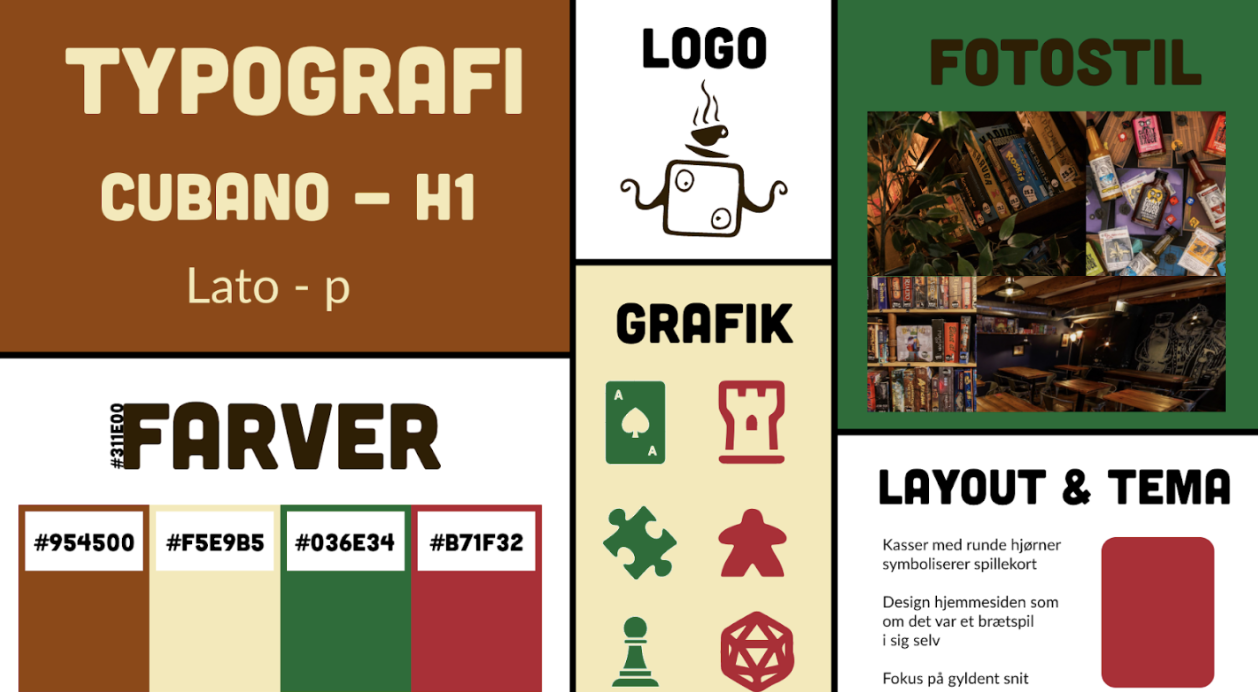 TYPOGRAFI
CUBANO – H1
Lato - p
#311E00
FARVER
#954500
#F5E9B5
#036E34
#B71F32
LOGO
GRAFIK
A
A
FOTOSTIL
LAYOUT & TEMA
Kasser med runde hjørner
symboliserer spillekort
Design hjemmesiden som
om det var et brætspil
i sig selv
Fokus på gyldent snit